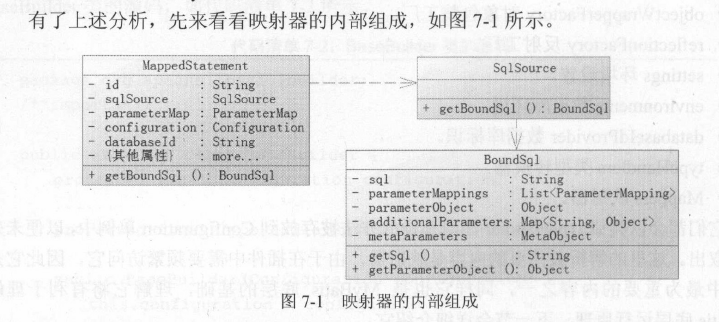 有了上述分析，先来看看映射器的内部组成，如图 7-1 所示。
MappedStatement
- id : String
- sqlSource : SqlSource
- parameterMap : ParameterMap
- configuration : Configuration
- databaseId : String
- {其他属性} : more...
+ getBoundSql (): BoundSql
SqlSource
+ getBoundSql (): BoundSql
BoundSql
- sql : String
- parameterMappings : List<ParameterMapping>
- parameterObject : Object
- additionalParameters : Map<String, Object>
- metaParameters : MetaObject
+ getSql () : String
+ getParameterObject (): Object
图 7-1 映射器的内部组成